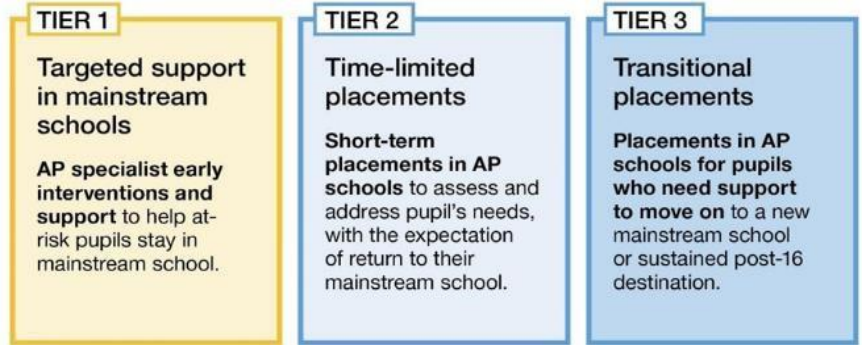 TIER 1
Targeted support
in mainstream
schools
AP specialist early
interventions and
support to help at-
risk pupils stay in
mainstream school.
TIER 2
Time-limited
placements
Short-term
placements in AP
schools to assess and
address pupil's needs,
with the expectation
of return to their
mainstream school.
TIER 3
Transitional
placements
Placements in AP
schools for pupils
who need support
to move on to a new
mainstream school
or sustained post-16
destination.